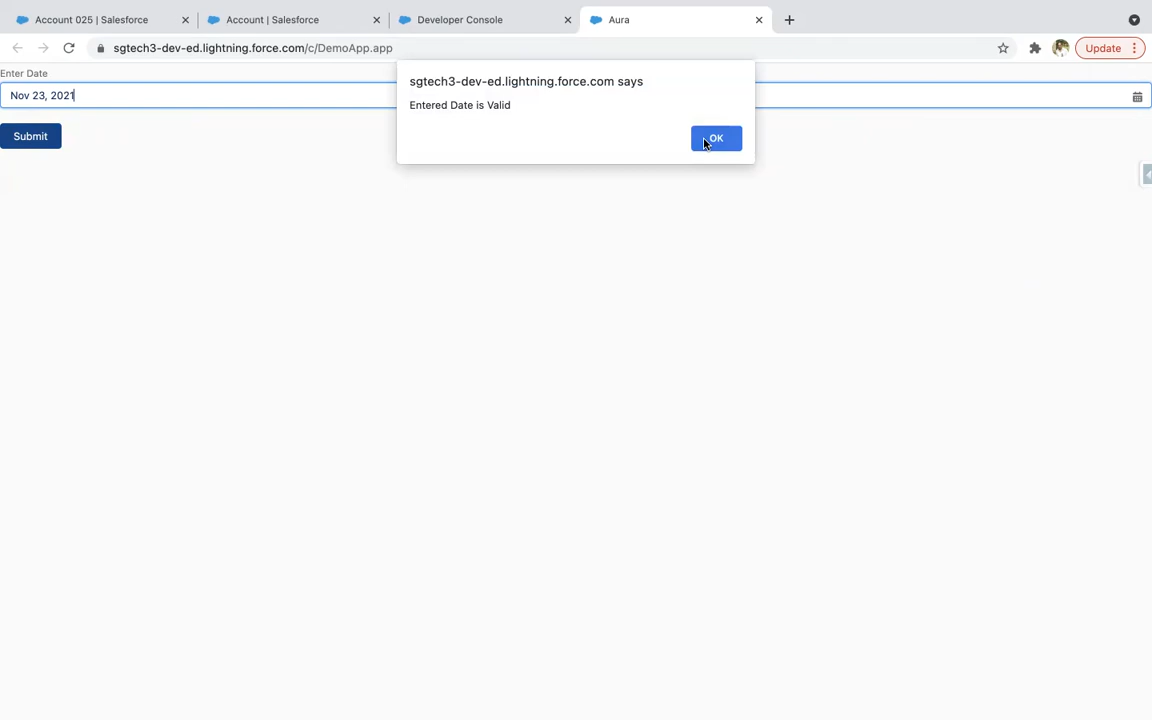 Account 025 | Salesforce
Account | Salesforce
Developer Console
Aura
sgtech3-dev-ed.lightning.force.com/c/DemoApp.app
Update
Enter Date
Nov 23, 2021
Submit
sgtech3-dev-ed.lightning.force.com says
Entered Date is Valid
OK